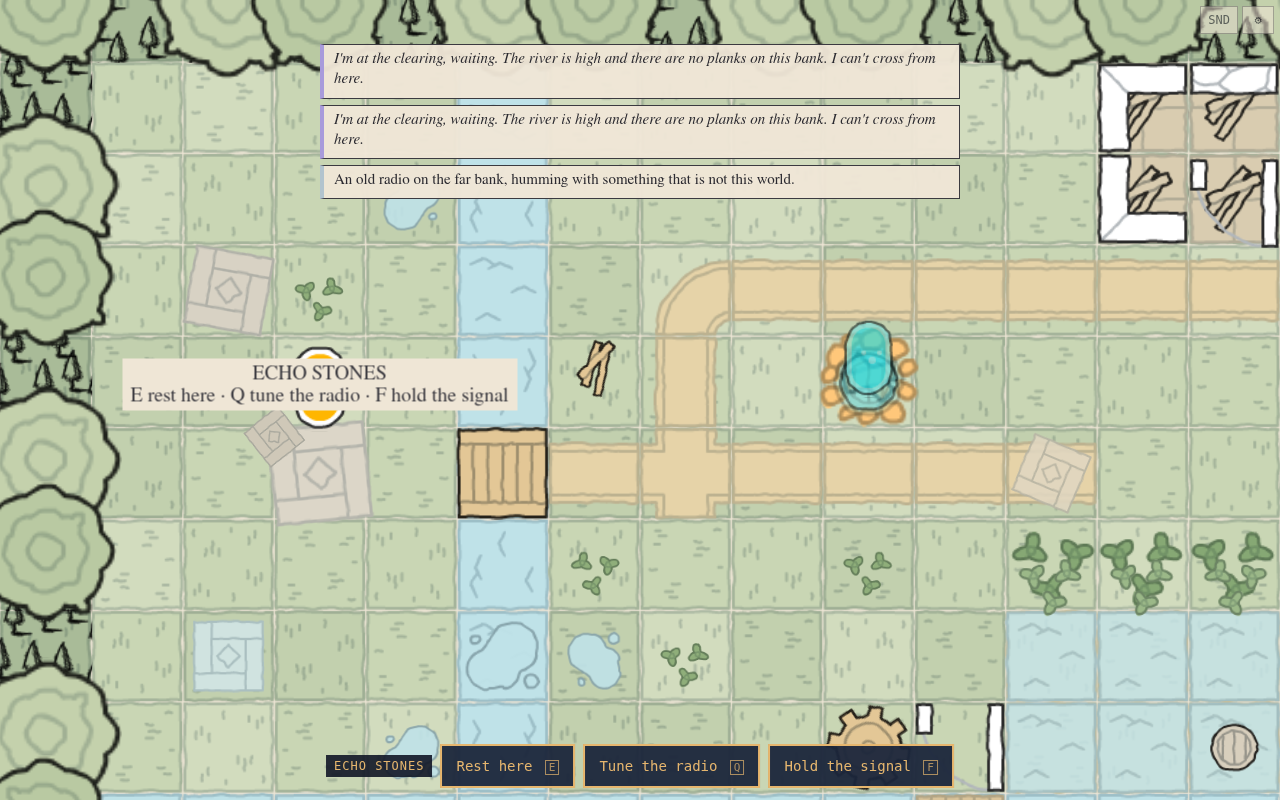 SND ⚙
I'm at the clearing, waiting. The river is high and there are no planks on this bank. I can't cross from
here.
I'm at the clearing, waiting. The river is high and there are no planks on this bank. I can't cross from
here.
An old radio on the far bank, humming with something that is not this world.
ECHO STONES
E rest here · Q tune the radio · F hold the signal
ECHO STONES Rest here E Tune the radio Q Hold the signal F